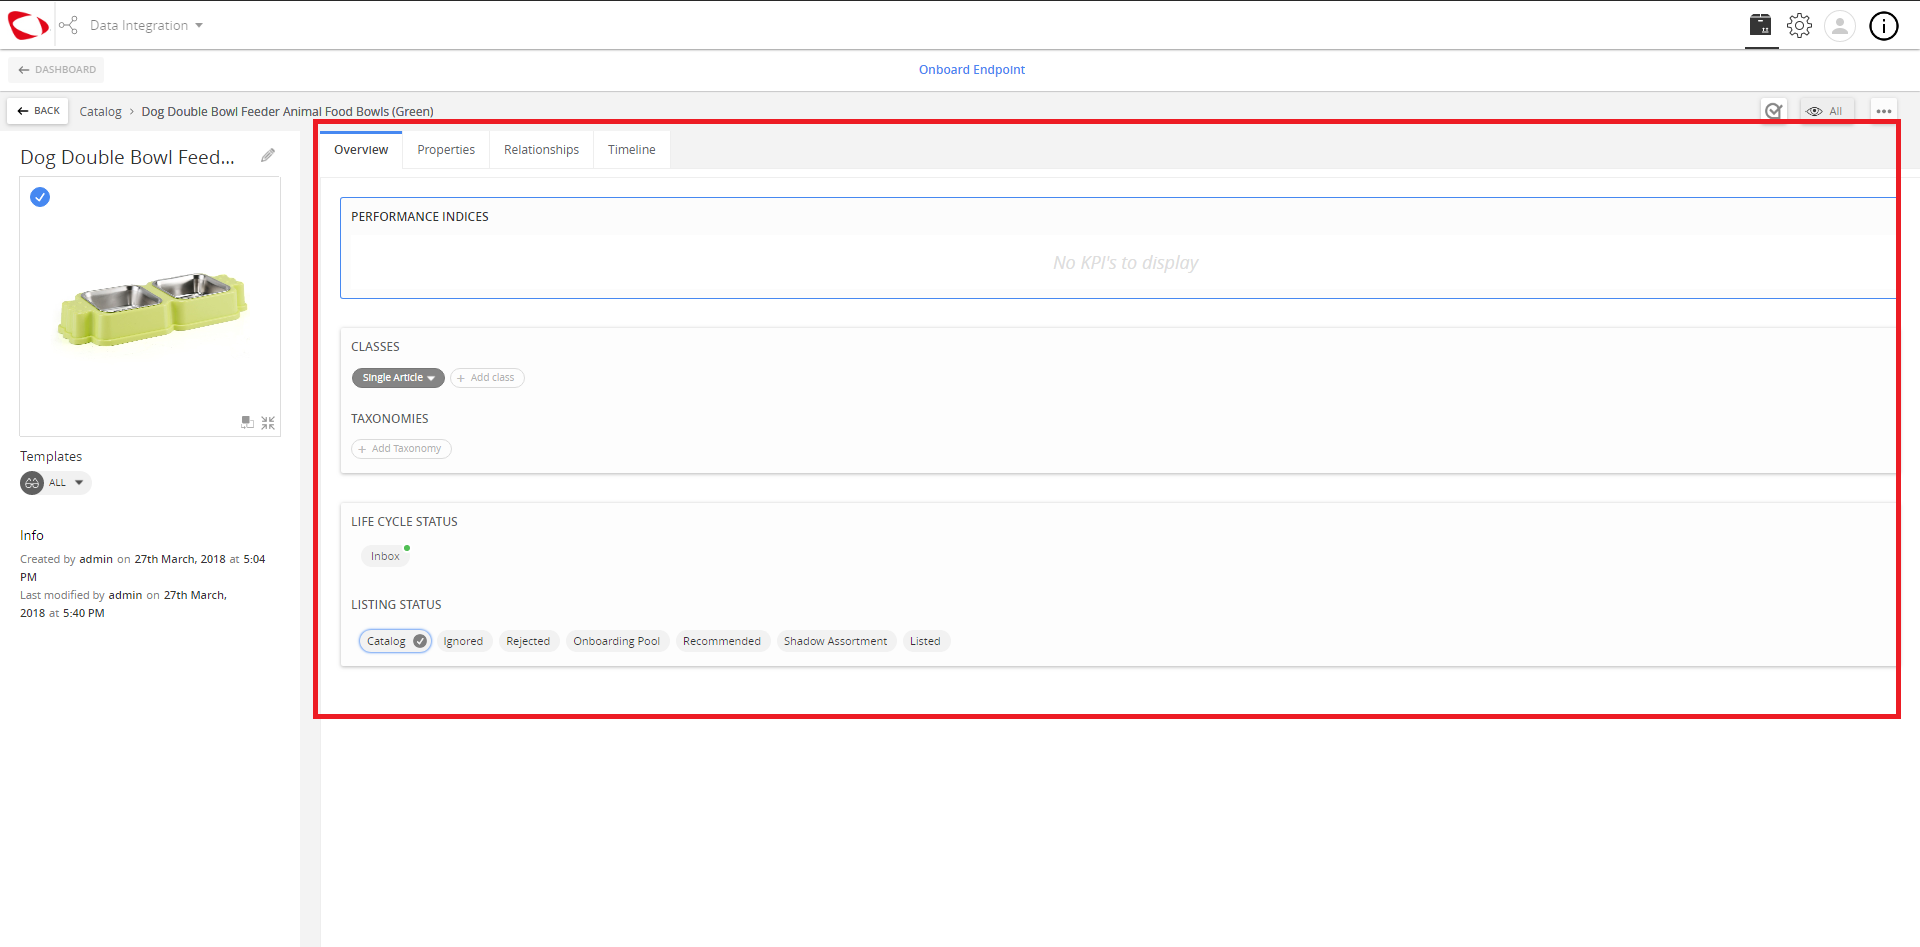 Data Integration
DASHBOARD
Onboard Endpoint
BACK
Catalog > Dog Double Bowl Feeder Animal Food Bowls (Green)
All
Dog Double Bowl Feed...
Overview
Properties
Relationships
Timeline
PERFORMANCE INDICES
No KPI's to display
CLASSES
Single Article
+ Add class
TAXONOMIES
+ Add Taxonomy
Templates
ALL
LIFE CYCLE STATUS
Inbox
Info
Created by admin on 27th March, 2018 at 5:04
PM
Last modified by admin on 27th March,
2018 at 5:40 PM
LISTING STATUS
Catalog
Ignored
Rejected
Onboarding Pool
Recommended
Shadow Assortment
Listed